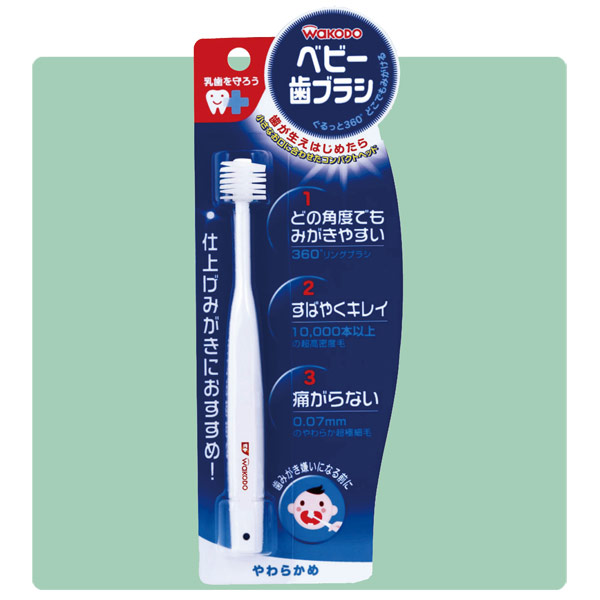 WAKODO
ベビー
歯ブラシ
ぐるっと360°どこでもみがける
乳歯を守ろう
歯が生えはじめたら
小さなお口に合わせたコンパクトヘッド
1
どの角度でも
みがきやすい
360°リングブラシ
2
すばやくキレイ
10,000本以上
の超高密度毛
3
痛がらない
0.07mm
のやわらか超極細毛
仕上げみがきにおすすめ!
WAKODO
歯みがき嫌いになる前に
やわらかめ